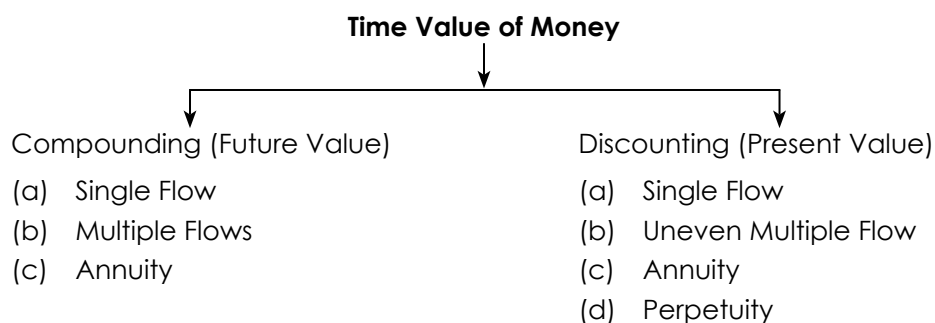 Time Value of Money
Compounding (Future Value)
(a) Single Flow
(b) Multiple Flows
(c) Annuity
Discounting (Present Value)
(a) Single Flow
(b) Uneven Multiple Flow
(c) Annuity
(d) Perpetuity